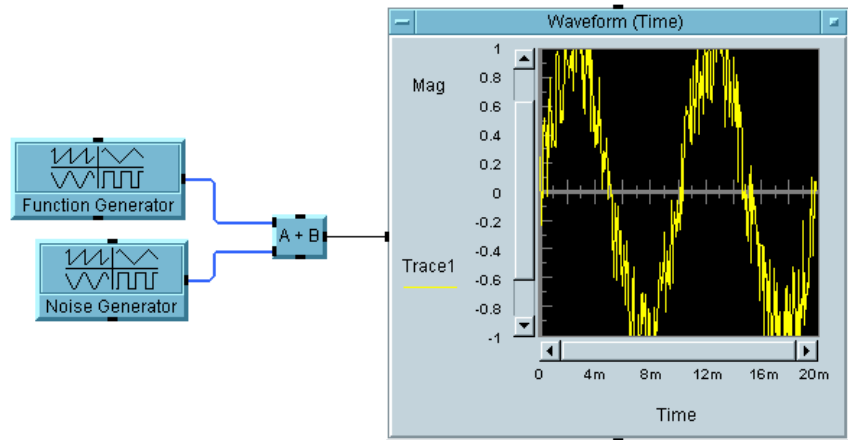 Function Generator
Noise Generator
A + B
Waveform (Time)
Mag
Trace1
1
0.8
0.6
0.4
0.2
0
-0.2
-0.4
-0.6
-0.8
-1
0 4m 8m 12m 16m 20m
Time